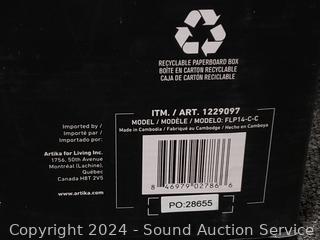 RECYCLABLE PAPERBOARD BOX
BOÎTE EN CARTON RECYCLABLE
CAJA DE CARTÓN RECICLABLE
ITM. / ART. 1229097
MODEL / MODÈLE / MODELO: FLP14-C-C
Made in Cambodia / Fabriqué au Cambodge / Hecho en Camboya
Imported by /
Importé par /
Importado por:
Artika for Living Inc.
1756, 50th Avenue
Montréal (Lachine),
Québec
Canada H8T 2V5
www.artika.com
8 46979 02786 6
PO:28655
Copyright 2024 - Sound Auction Service